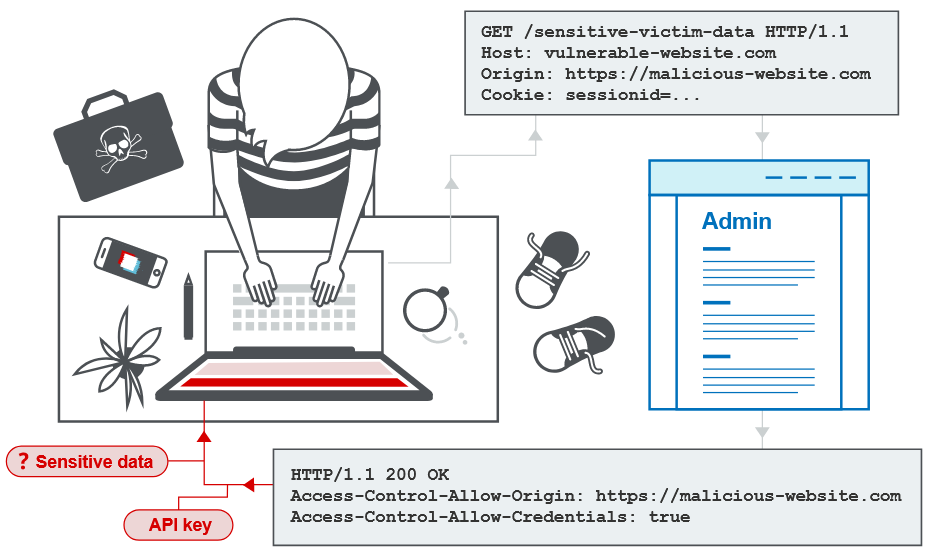 GET /sensitive-victim-data HTTP/1.1
Host: vulnerable-website.com
Origin: https://malicious-website.com
Cookie: sessionid=...
Admin
? Sensitive data
API key
HTTP/1.1 200 OK
Access-Control-Allow-Origin: https://malicious-website.com
Access-Control-Allow-Credentials: true